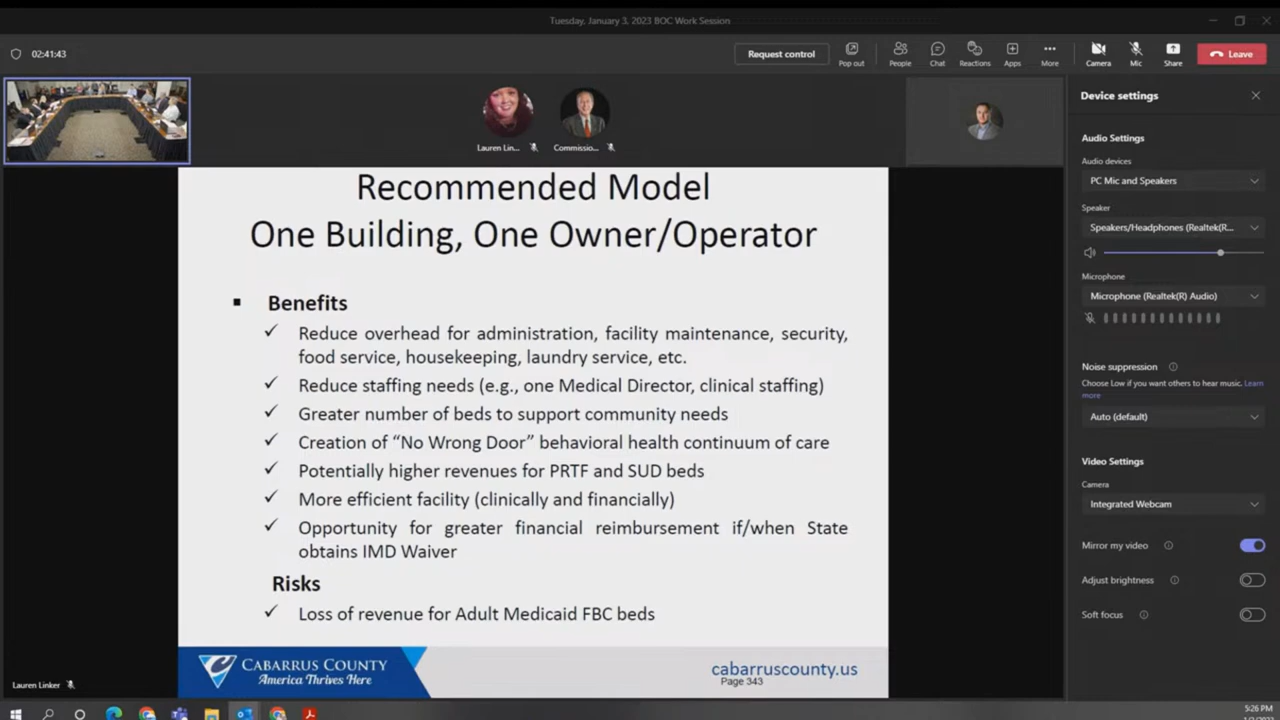 Tuesday, January 3, 2023 BOC Work Session
02:41:43
Request control
Pop out
People
Chat
Reactions
Apps
More
Camera
Mic
Share
Leave
Lauren Lin...
Commissio...
Recommended Model
One Building, One Owner/Operator
Benefits
Reduce overhead for administration, facility maintenance, security,
food service, housekeeping, laundry service, etc.
Reduce staffing needs (e.g., one Medical Director, clinical staffing)
Greater number of beds to support community needs
Creation of “No Wrong Door” behavioral health continuum of care
Potentially higher revenues for PRTF and SUD beds
More efficient facility (clinically and financially)
Opportunity for greater financial reimbursement if/when State
obtains IMD Waiver
Risks
Loss of revenue for Adult Medicaid FBC beds
CABARRUS COUNTY
America Thrives Here
cabarruscounty.us
Page 343
Lauren Linker
Device settings
Audio Settings
Audio devices
PC Mic and Speakers
Speaker
Speakers/Headphones (Realtek(R...
Microphone
Microphone (Realtek(R) Audio)
Noise suppression
Choose Low if you want others to hear music. Learn
more
Auto (default)
Video Settings
Camera
Integrated Webcam
Mirror my video
Adjust brightness
Soft focus
5:26 PM